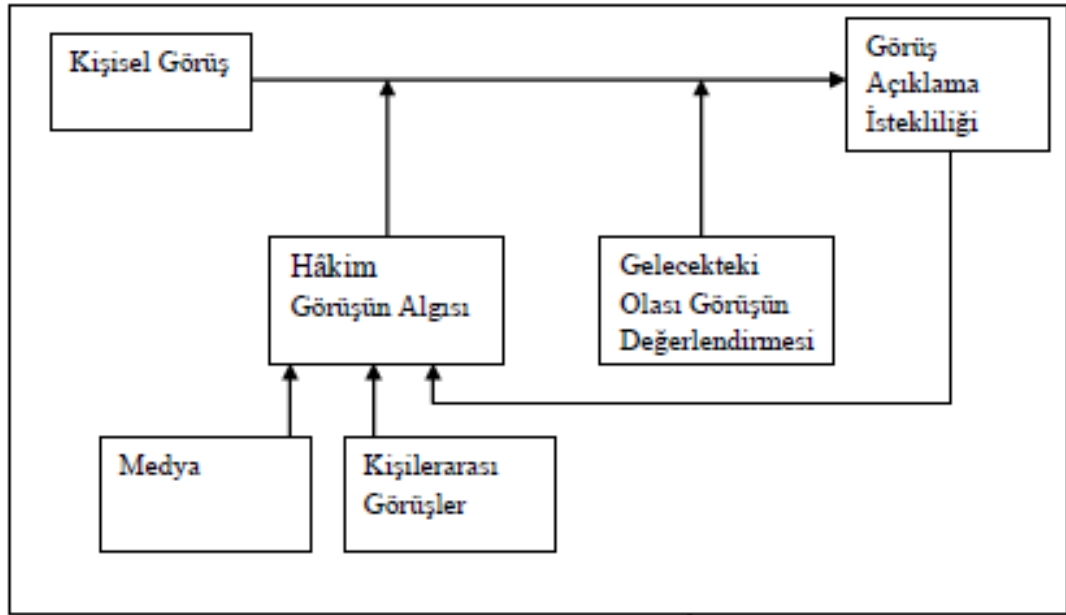 Kişisel Görüş
Görüş
Açıklama
İstekliliği
Hâkim
Görüşün Algısı
Gelecekteki
Olası Görüşün
Değerlendirmesi
Medya
Kişilerarası
Görüşler